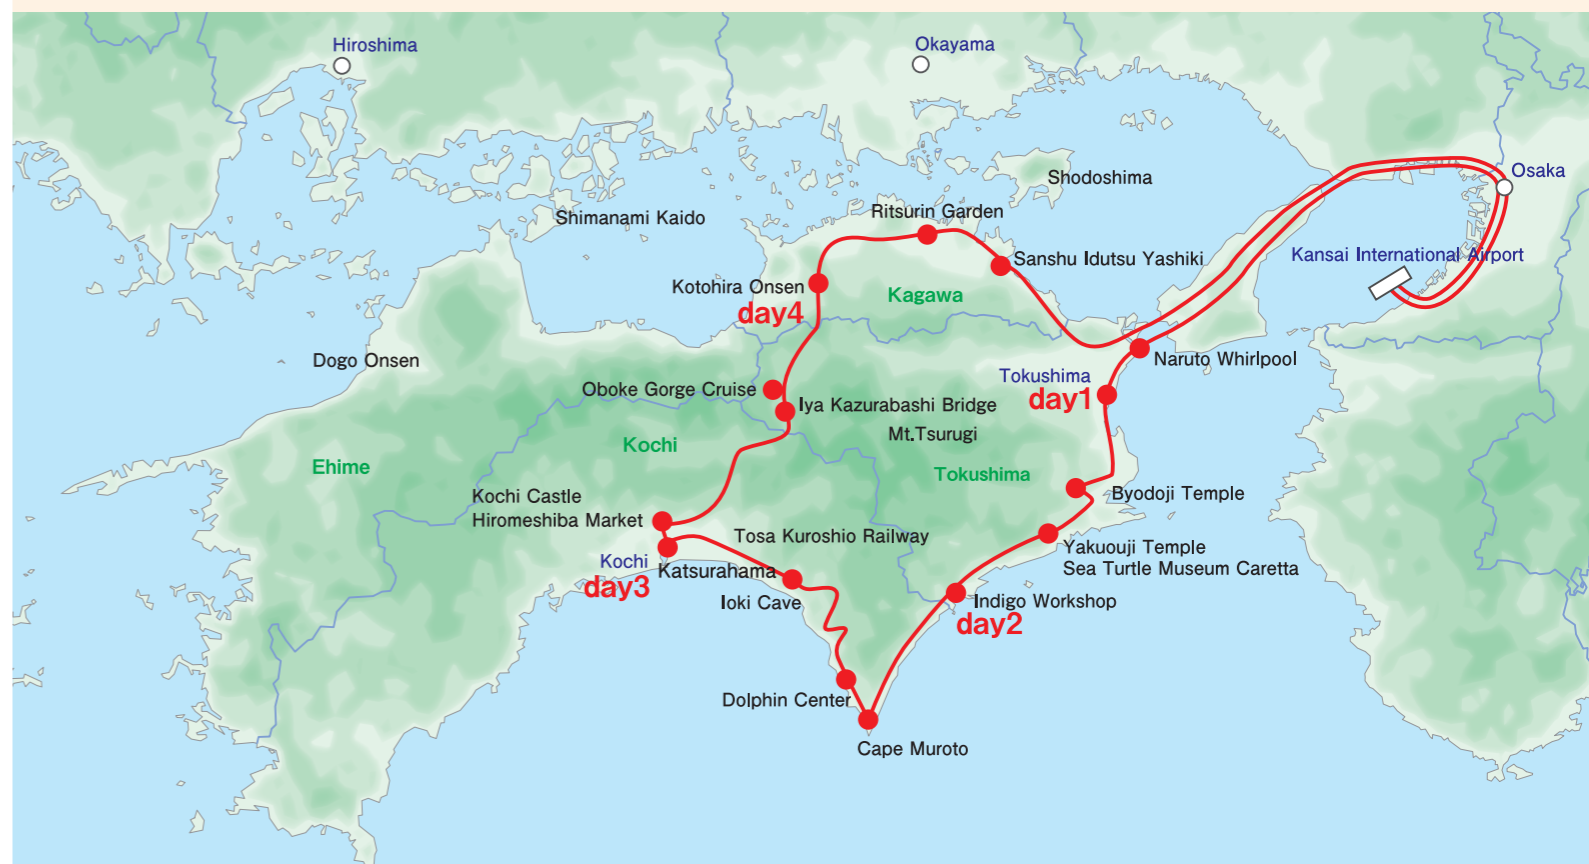 Hiroshima
Okayama
Osaka
Shodoshima
Shimanami Kaido
Ritsurin Garden
Sanshu Idutsu Yashiki
Kansai International Airport
Kotohira Onsen
day4
Kagawa
Dogo Onsen
Naruto Whirlpool
Tokushima
day1
Oboke Gorge Cruise
Iya Kazurabashi Bridge
Mt.Tsurugi
Kochi
Ehime
Tokushima
Byodoji Temple
Kochi Castle
Hiromeshiba Market
Tosa Kuroshio Railway
Yakuouji Temple
Sea Turtle Museum Caretta
Kochi
day3
Katsurahama
Ioki Cave
Indigo Workshop
day2
Dolphin Center
Cape Muroto